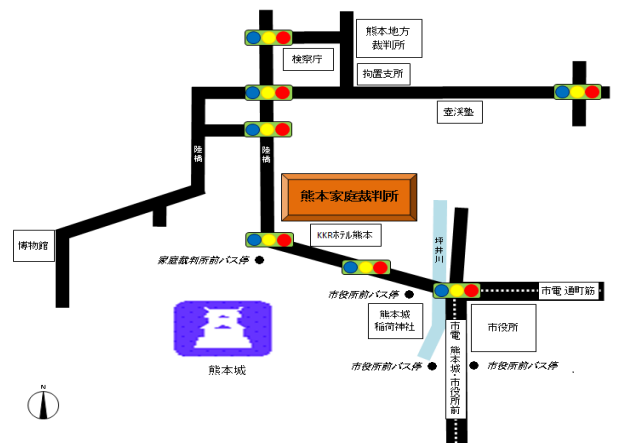 熊本地方
裁判所
検察庁
拘置支所
壺渓塾
陸橋
陸橋
熊本家庭裁判所
博物館
KKRホテル熊本
坪井川
家庭裁判所前バス停
市役所前バス停
市電 通町筋
熊本城
稲荷神社
市役所
市電 熊本城・市役所前
市役所前バス停
市役所前バス停
熊本城
N